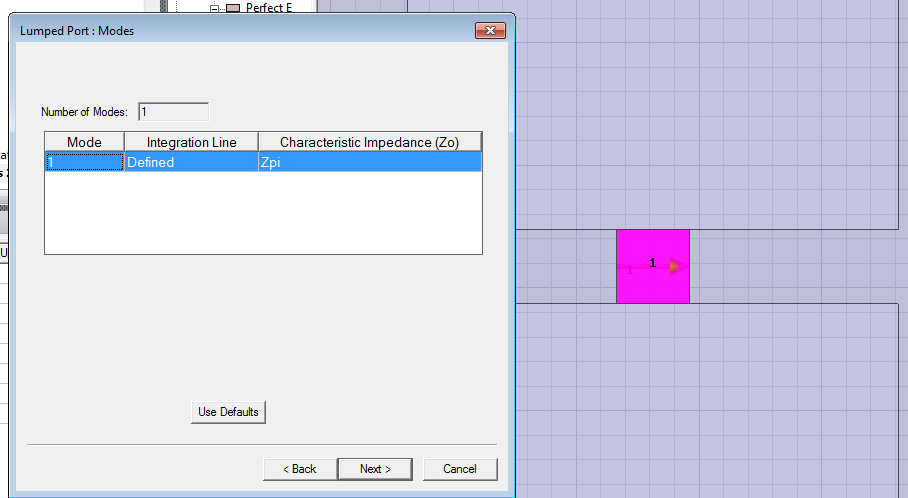 Perfect E
Lumped Port : Modes
Number of Modes: 1
Mode Integration Line Characteristic Impedance (Zo)
1 Defined Zpi
Use Defaults
< Back Next > Cancel
1
1
U